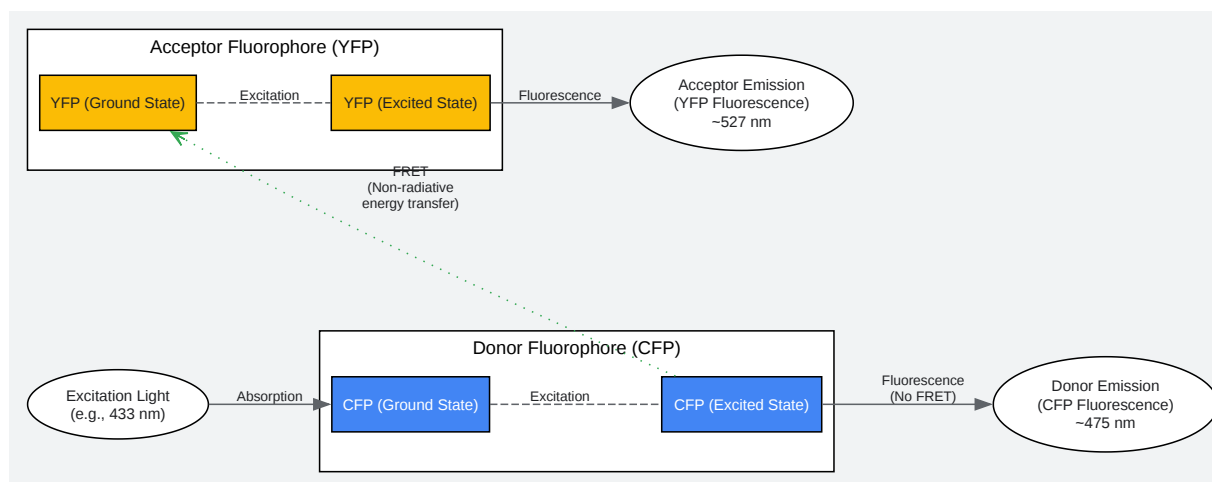 Acceptor Fluorophore (YFP)
YFP (Ground State)
Excitation
YFP (Excited State)
Fluorescence
Acceptor Emission
(YFP Fluorescence)
~527 nm
FRET
(Non-radiative
energy transfer)
Donor Fluorophore (CFP)
Excitation Light
(e.g., 433 nm)
Absorption
CFP (Ground State)
Excitation
CFP (Excited State)
Fluorescence
(No FRET)
Donor Emission
(CFP Fluorescence)
~475 nm